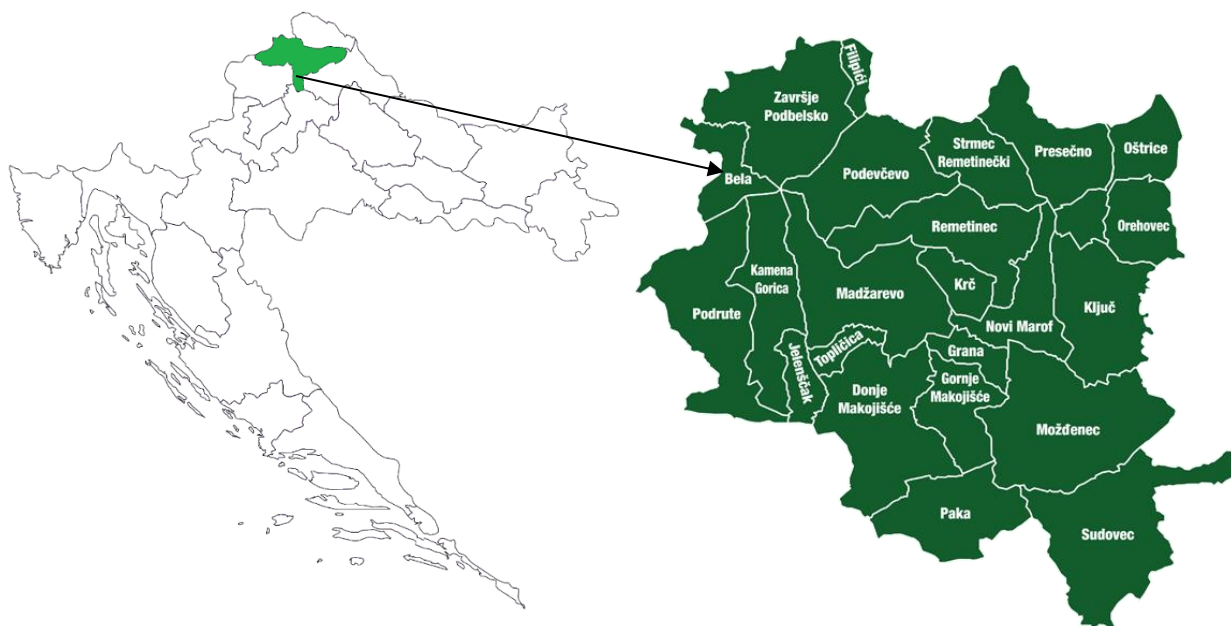 Filipići
Završje
Podbelsko
Bela
Podevčevo
Strmec
Remetinečki
Presečno
Oštrice
Orehovec
Remetinec
Kamena
Gorica
Podrute
Madžarevo
Krč
Ključ
Novi Marof
Jelenščak
Topličica
Grana
Gornje
Makojišće
Donje
Makojišće
Možđenec
Paka
Sudovec